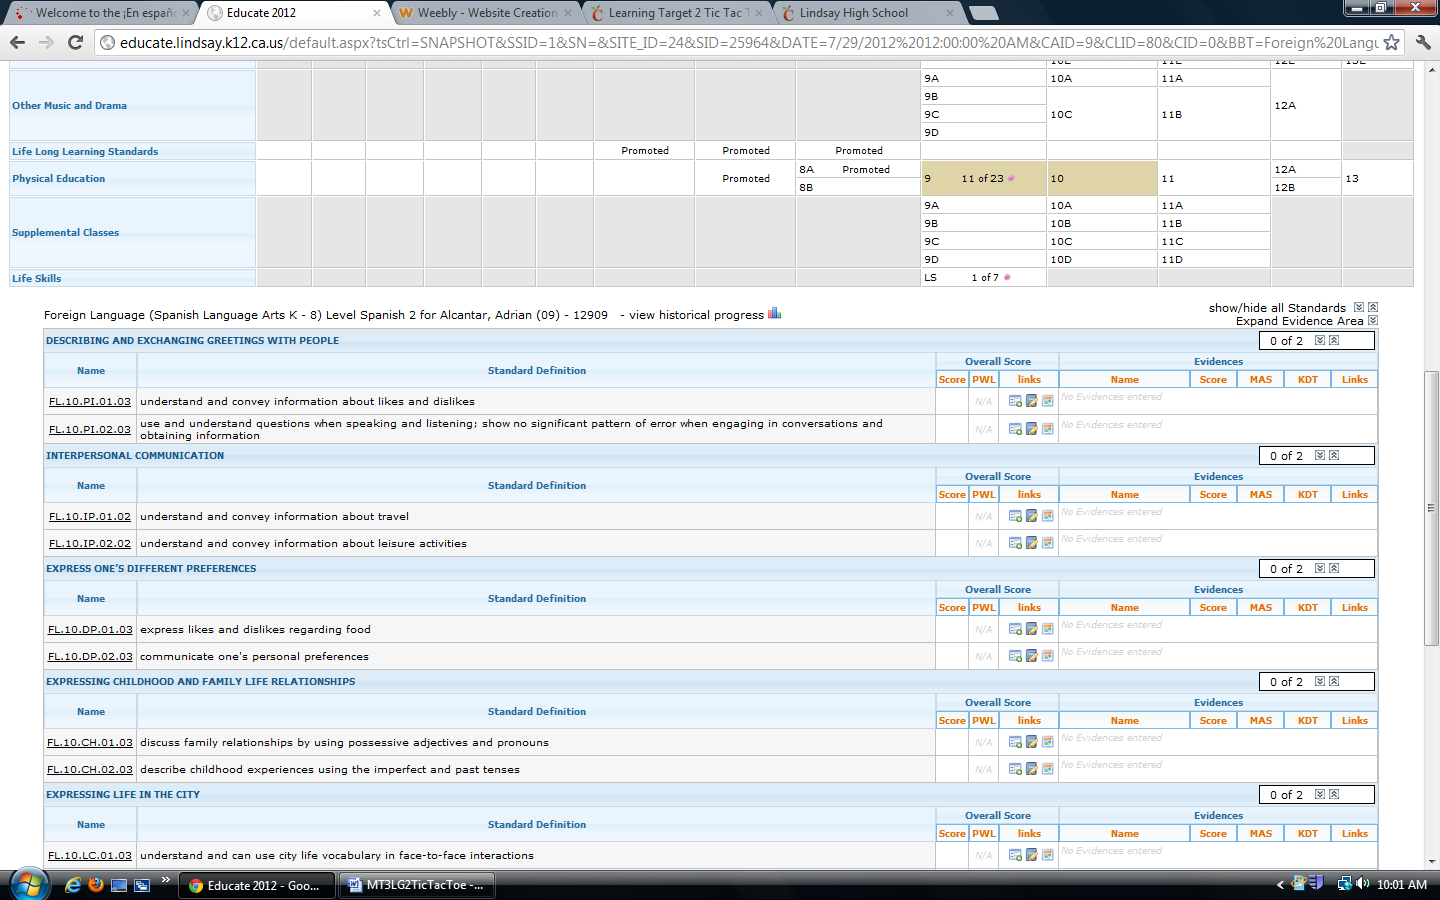 Welcome to the ¡En españo
Educate 2012
Weebly - Website Creation
Learning Target 2 Tic Tac T
Lindsay High School
educate.lindsay.k12.ca.us/default.aspx?tsCtrl=SNAPSHOT&SSID=1&SN=&SITE_ID=24&SID=25964&DATE=7/29/2012%2012:00:00%20AM&CAID=9&CLID=80&CID=0&BBT=Foreign%20Langu
10E 11E 12E 13E
Other Music and Drama
9A 10A 11A
9B
9C 10C 11B 12A
9D
Life Long Learning Standards Promoted Promoted Promoted
Physical Education Promoted 8A Promoted 9 11 of 23 10 11 12A 13
8B 12B
Supplemental Classes
9A 10A 11A
9B 10B 11B
9C 10C 11C
9D 10D 11D
Life Skills LS 1 of 7
Foreign Language (Spanish Language Arts K - 8) Level Spanish 2 for Alcantar, Adrian (09) - 12909 - view historical progress
show/hide all Standards
Expand Evidence Area
DESCRIBING AND EXCHANGING GREETINGS WITH PEOPLE 0 of 2
Name Standard Definition Overall Score Evidences
Score PWL links Name Score MAS KDT Links
FL.10.PI.01.03 understand and convey information about likes and dislikes N/A No Evidences entered
FL.10.PI.02.03 use and understand questions when speaking and listening; show no significant pattern of error when engaging in conversations and
obtaining information N/A No Evidences entered
INTERPERSONAL COMMUNICATION 0 of 2
Name Standard Definition Overall Score Evidences
Score PWL links Name Score MAS KDT Links
FL.10.IP.01.02 understand and convey information about travel N/A No Evidences entered
FL.10.IP.02.02 understand and convey information about leisure activities N/A No Evidences entered
EXPRESS ONE'S DIFFERENT PREFERENCES 0 of 2
Name Standard Definition Overall Score Evidences
Score PWL links Name Score MAS KDT Links
FL.10.DP.01.03 express likes and dislikes regarding food N/A No Evidences entered
FL.10.DP.02.03 communicate one's personal preferences N/A No Evidences entered
EXPRESSING CHILDHOOD AND FAMILY LIFE RELATIONSHIPS 0 of 2
Name Standard Definition Overall Score Evidences
Score PWL links Name Score MAS KDT Links
FL.10.CH.01.03 discuss family relationships by using possessive adjectives and pronouns N/A No Evidences entered
FL.10.CH.02.03 describe childhood experiences using the imperfect and past tenses N/A No Evidences entered
EXPRESSING LIFE IN THE CITY 0 of 2
Name Standard Definition Overall Score Evidences
Score PWL links Name Score MAS KDT Links
FL.10.LC.01.03 understand and can use city life vocabulary in face-to-face interactions N/A No Evidences entered
Educate 2012 - Goo...
MT3LG2TicTacToe -...
10:01 AM